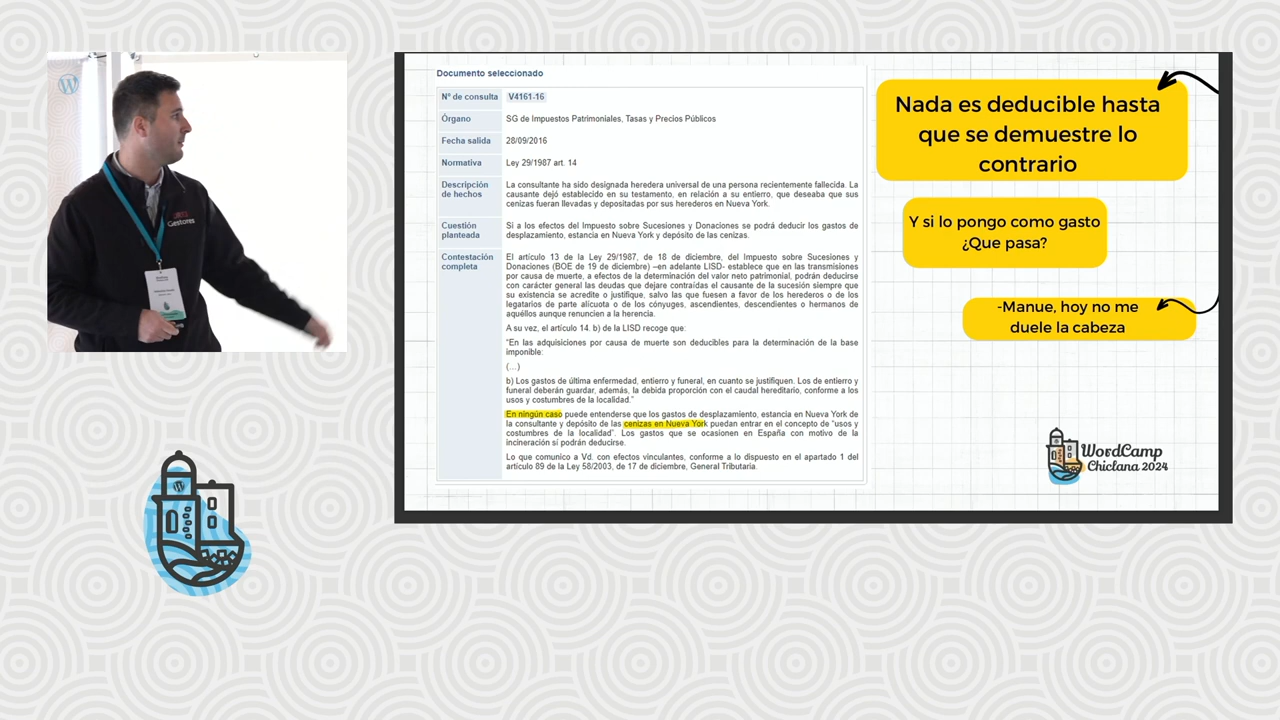 Gestores
Documento seleccionado
Nº de consulta V4161-16
Órgano SG de Impuestos Patrimoniales, Tasas y Precios Públicos
Fecha salida 28/09/2016
Normativa Ley 29/1987 art. 14
Descripción de hechos
La consultante ha sido designada heredera universal de una persona recientemente fallecida. La
causante dejó establecido en su testamento, en relación a su entierro, que deseaba que sus
cenizas fueran llevadas y depositadas por sus herederos en Nueva York.
Cuestión planteada
Si a los efectos del Impuesto sobre Sucesiones y Donaciones se podrá deducir los gastos de
desplazamiento, estancia en Nueva York y depósito de las cenizas.
Contestación completa
El artículo 13 de la Ley 29/1987, de 18 de diciembre, del Impuesto sobre Sucesiones y
Donaciones (BOE de 19 de diciembre) –en adelante LISD- establece que en las transmisiones
por causa de muerte, a efectos de la determinación del valor neto patrimonial, podrán deducirse
con carácter general las deudas que dejare contraídas el causante de la sucesión siempre que
su existencia se acredite o justifique, salvo las que fuesen a favor de los herederos o de los
legatarios de parte alícuota o de los cónyuges, ascendientes, descendientes o hermanos de
aquéllos aunque renuncien a la herencia.
A su vez, el artículo 14. b) de la LISD recoge que:
"En las adquisiciones por causa de muerte son deducibles para la determinación de la base
imponible:
(…)
b) Los gastos de última enfermedad, entierro y funeral, en cuanto se justifiquen. Los de entierro y
funeral deberán guardar, además, la debida proporción con el caudal hereditario, conforme a los
usos y costumbres de la localidad."
En ningún caso puede entenderse que los gastos de desplazamiento, estancia en Nueva York de
la consultante y depósito de las cenizas en Nueva York puedan entrar en el concepto de "usos y
costumbres de la localidad". Los gastos que se ocasionen en España con motivo de la
incineración sí podrán deducirse.
Lo que comunico a Vd. con efectos vinculantes, conforme a lo dispuesto en el apartado 1 del
artículo 89 de la Ley 58/2003, de 17 de diciembre, General Tributaria.
Nada es deducible hasta
que se demuestre lo
contrario
Y si lo pongo como gasto
¿Que pasa?
-Manue, hoy no me
duele la cabeza
WordCamp
Chiclana 2024